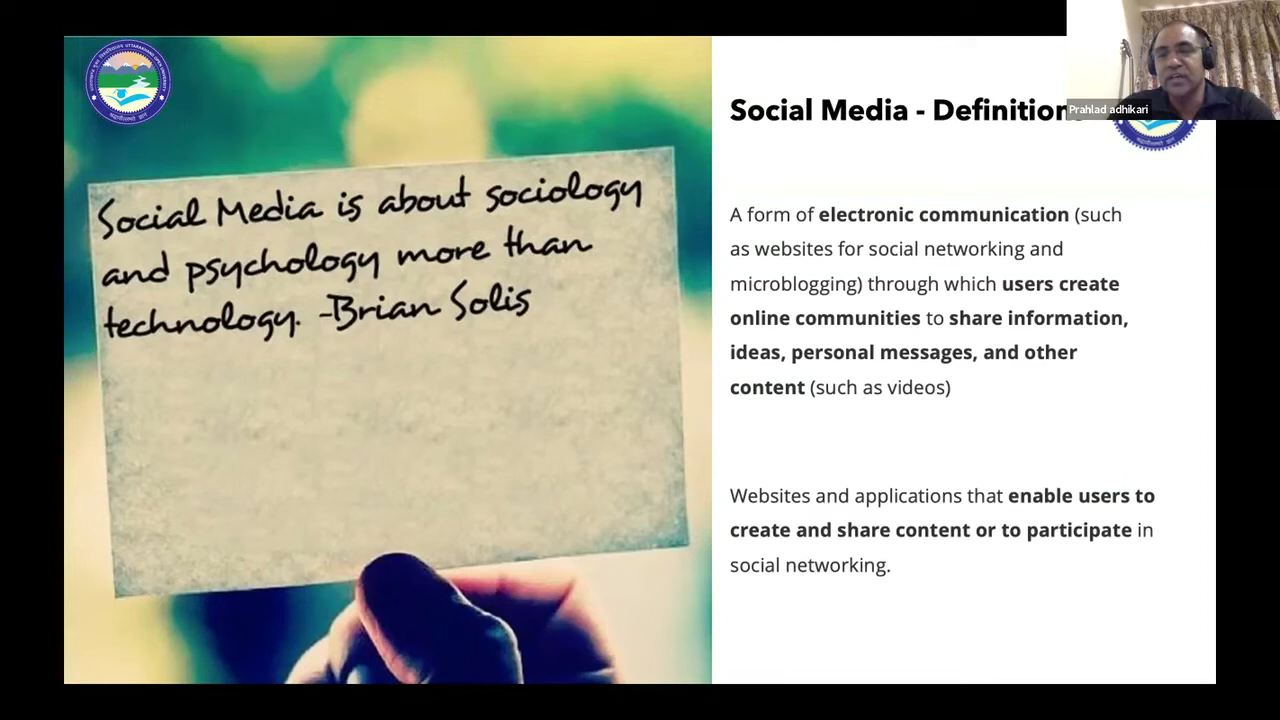 Social Media is about sociology
and psychology more than
technology. -Brian Solis
Social Media - Definition
A form of electronic communication (such
as websites for social networking and
microblogging) through which users create
online communities to share information,
ideas, personal messages, and other
content (such as videos)
Websites and applications that enable users to
create and share content or to participate in
social networking.
Prahlad adhikari
UTTARAKHAND OPEN UNIVERSITY